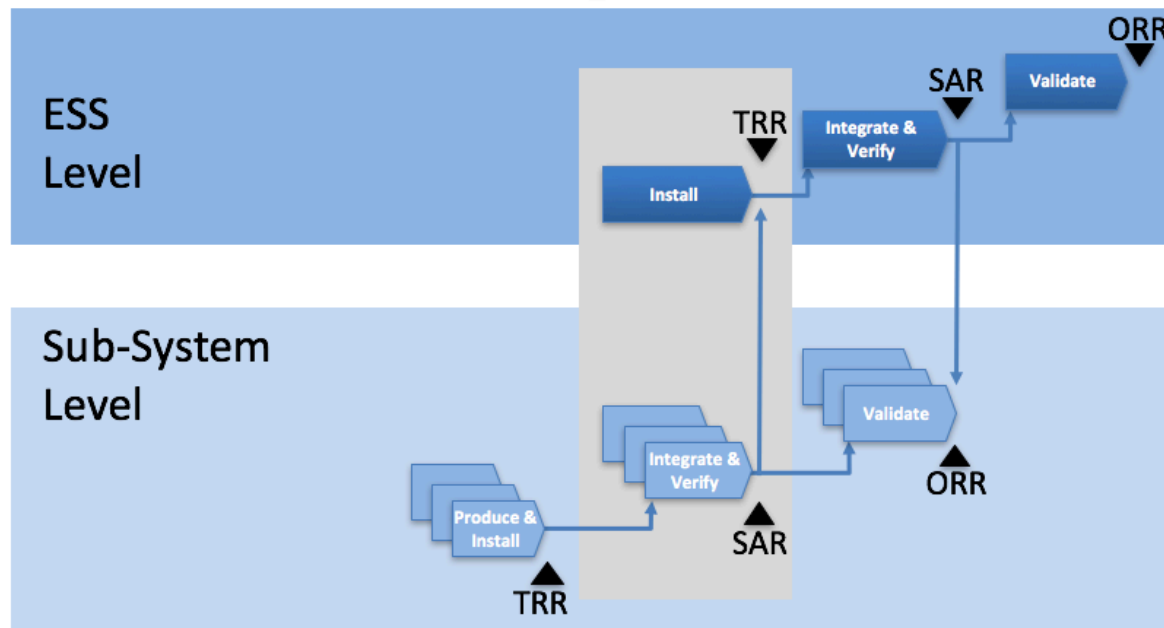 ORR
ESS
Level
SAR
Validate
TRR
Integrate &
Verify
Install
Sub-System
Level
Validate
Integrate &
Verify
ORR
Produce &
Install
SAR
TRR